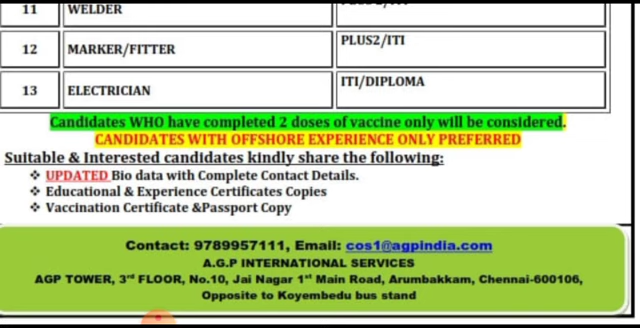 11 WELDER
12 MARKER/FITTER PLUS2/ITI
13 ELECTRICIAN ITI/DIPLOMA
Candidates WHO have completed 2 doses of vaccine only will be considered.
CANDIDATES WITH OFFSHORE EXPERIENCE ONLY PREFERRED
Suitable & Interested candidates kindly share the following:
❖ UPDATED Bio data with Complete Contact Details.
❖ Educational & Experience Certificates Copies
❖ Vaccination Certificate &Passport Copy
Contact: 9789957111, Email: cos1@agpindia.com
A.G.P INTERNATIONAL SERVICES
AGP TOWER, 3rd FLOOR, No.10, Jai Nagar 1st Main Road, Arumbakkam, Chennai-600106,
Opposite to Koyembedu bus stand